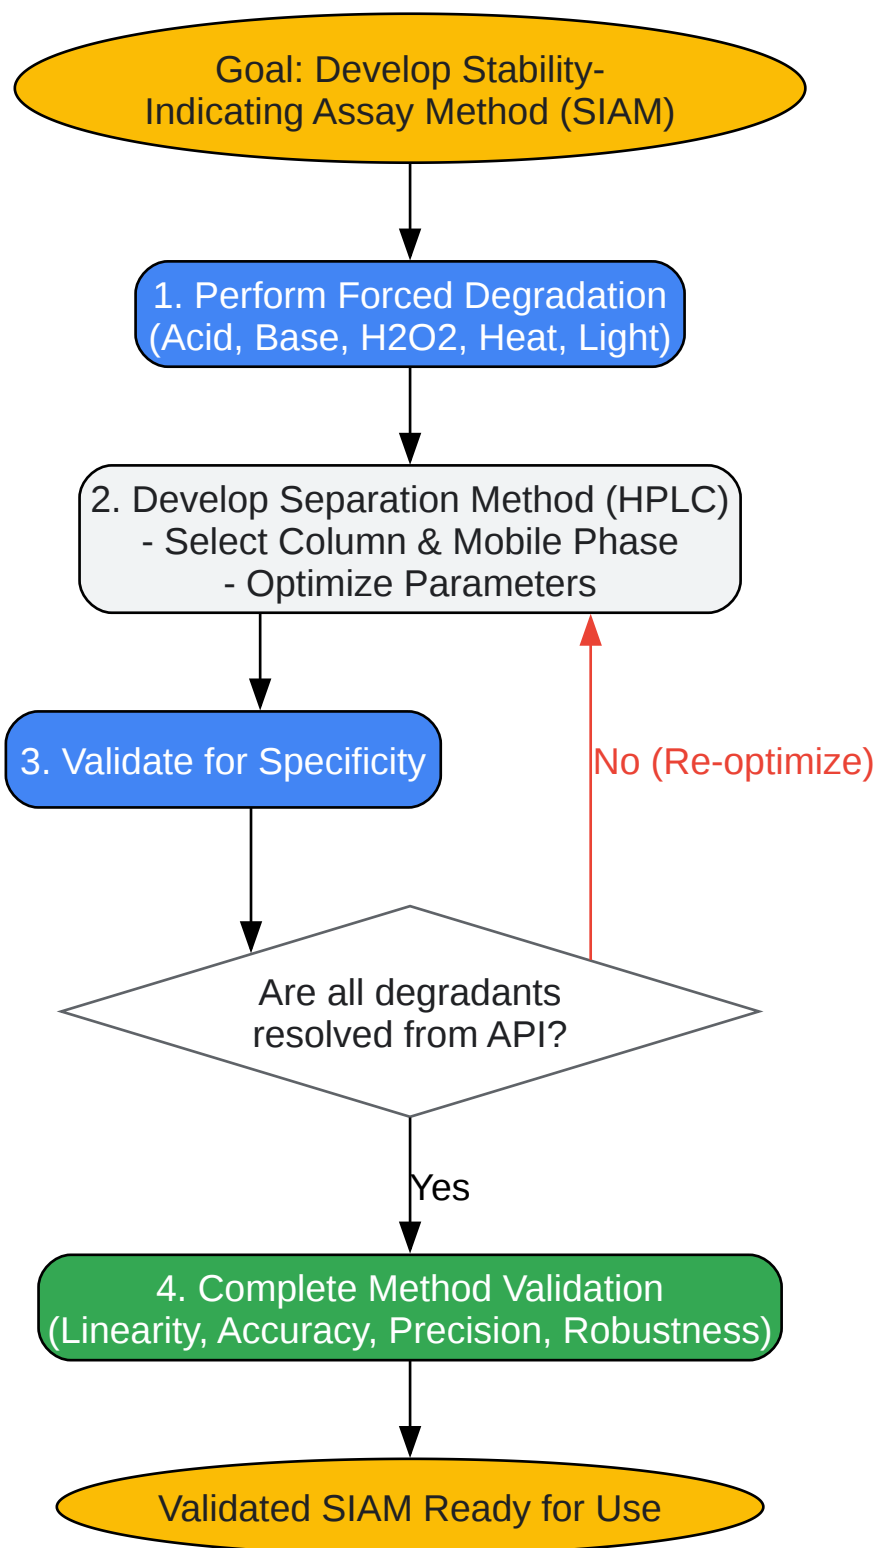 Goal: Develop Stability-
Indicating Assay Method (SIAM)
1. Perform Forced Degradation
(Acid, Base, H2O2, Heat, Light)
2. Develop Separation Method (HPLC)
- Select Column & Mobile Phase
- Optimize Parameters
3. Validate for Specificity
No (Re-optimize)
Are all degradants
resolved from API?
Yes
4. Complete Method Validation
(Linearity, Accuracy, Precision, Robustness)
Validated SIAM Ready for Use